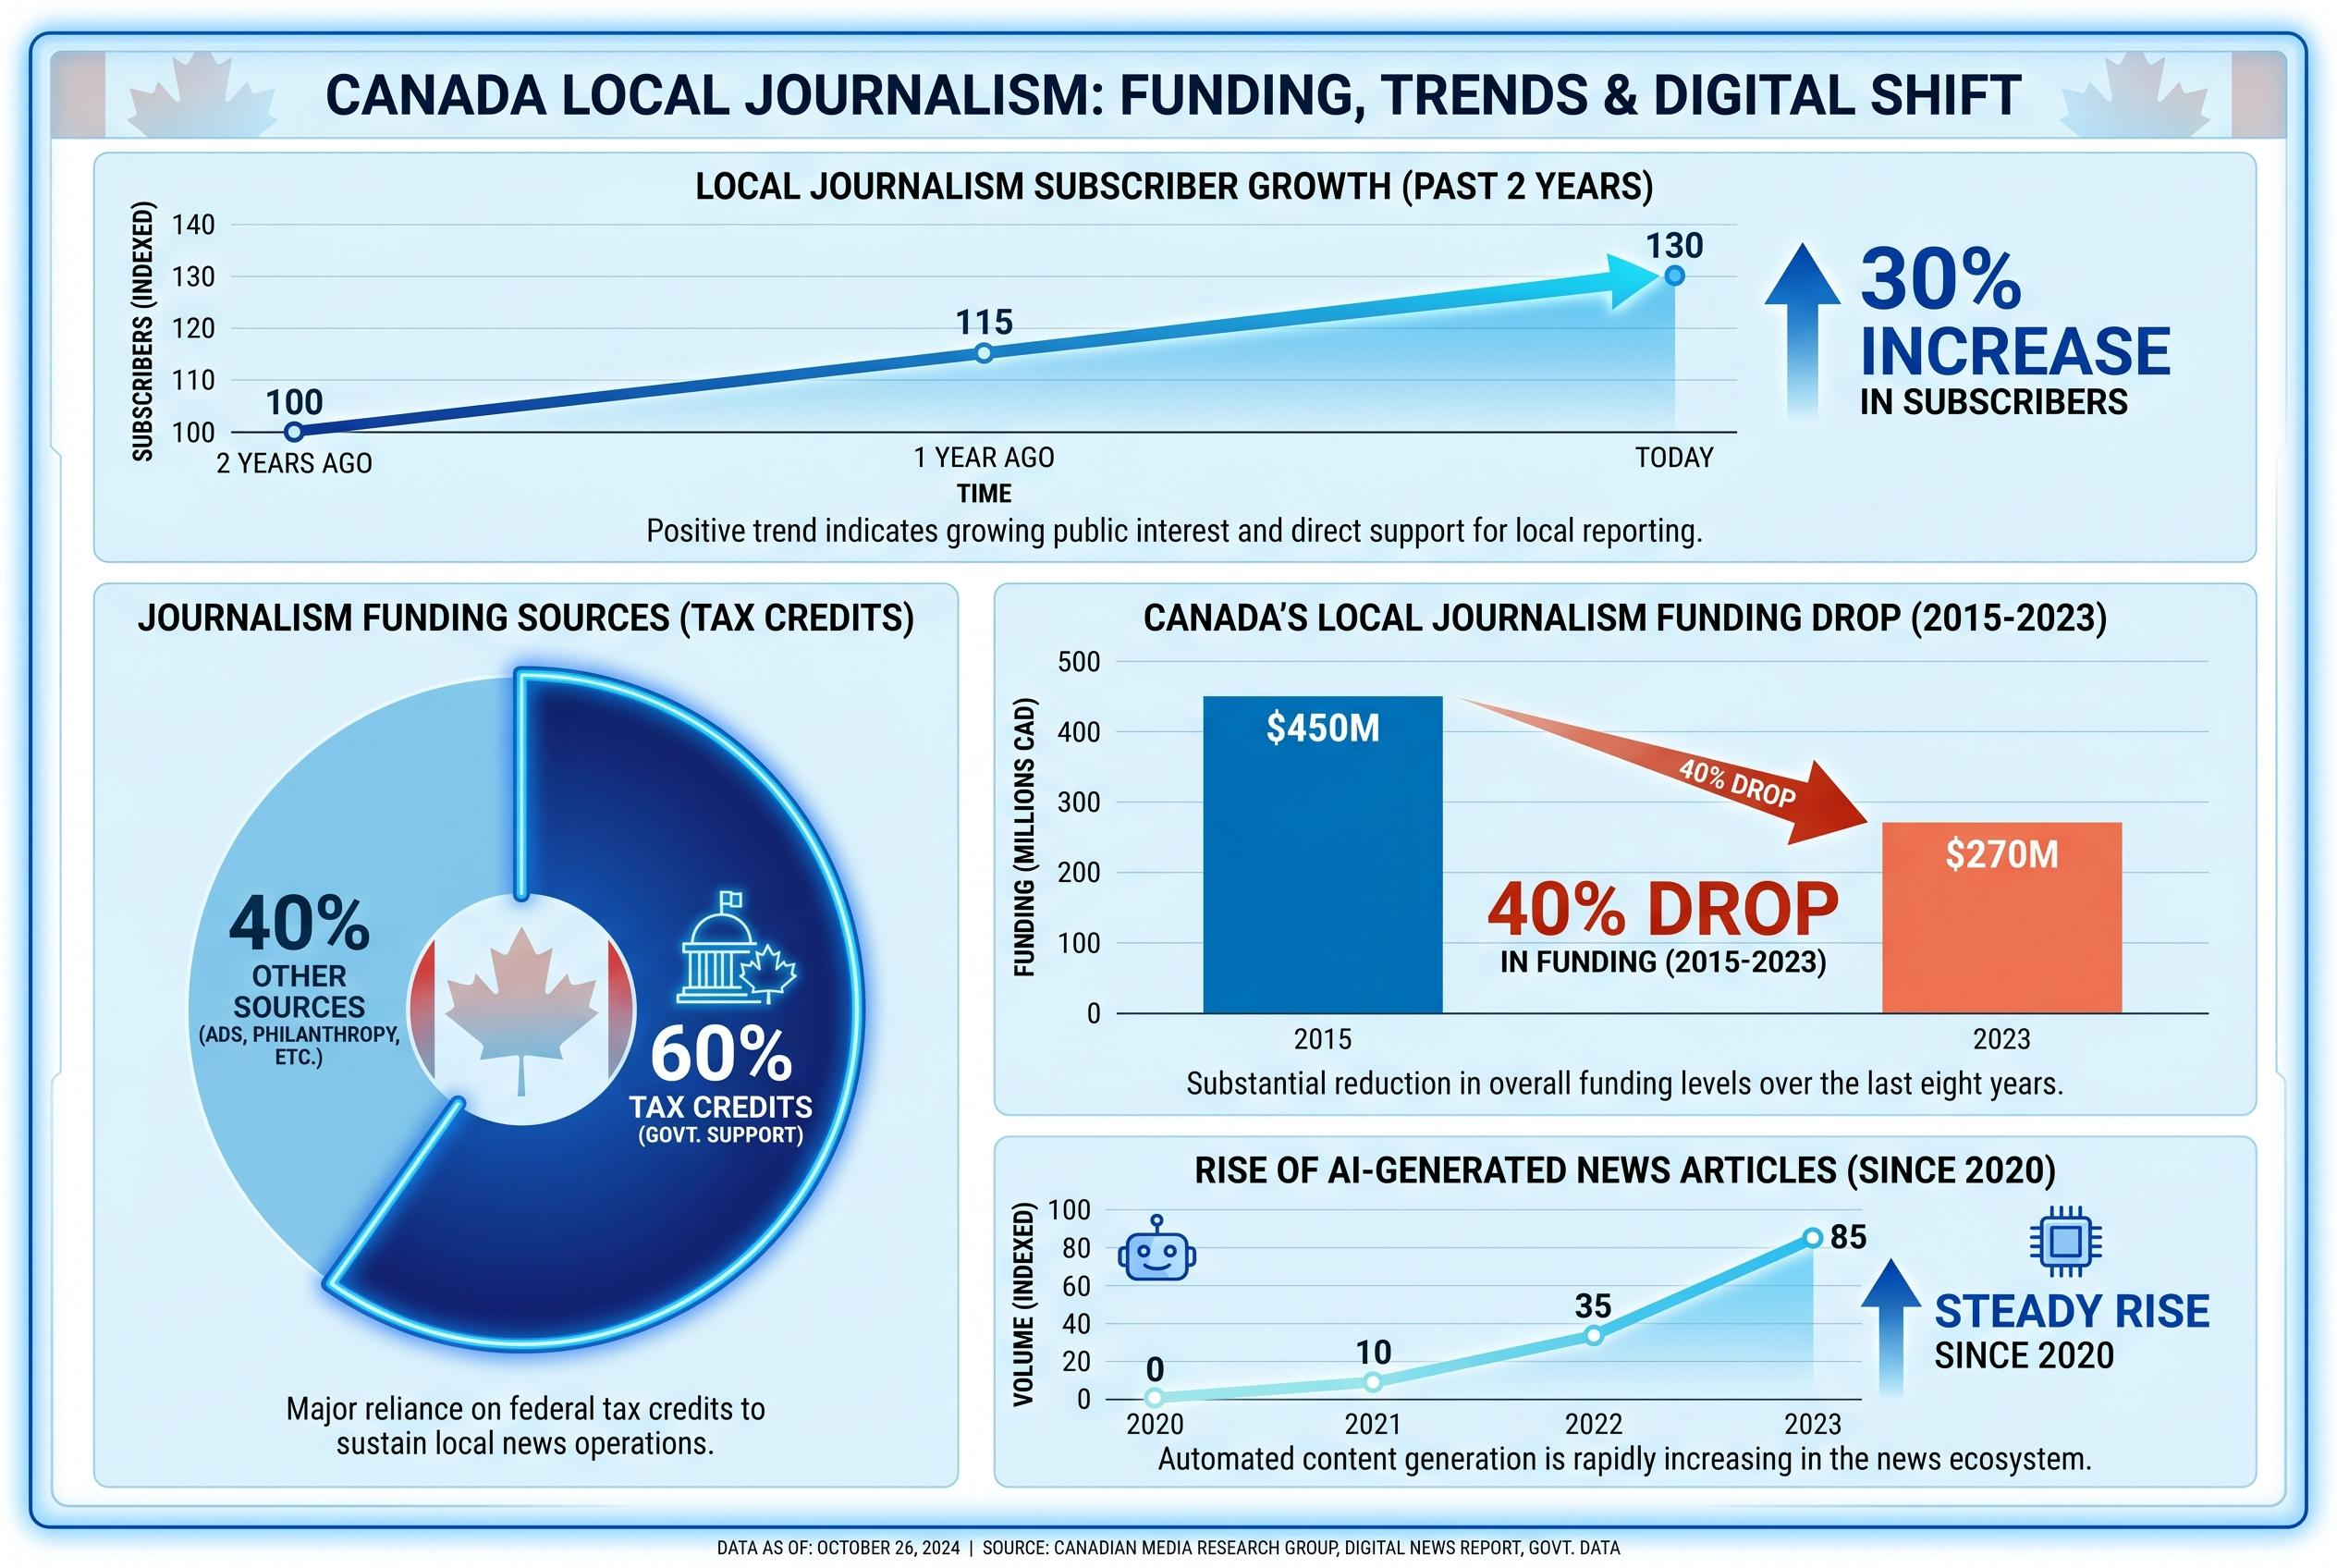 CANADA LOCAL JOURNALISM: FUNDING, TRENDS & DIGITAL SHIFT
LOCAL JOURNALISM SUBSCRIBER GROWTH (PAST 2 YEARS)
SUBSCRIBERS (INDEXED)
140
130
120
110
100
100
115
130
2 YEARS AGO
1 YEAR AGO
TODAY
TIME
30%
INCREASE
IN SUBSCRIBERS
Positive trend indicates growing public interest and direct support for local reporting.
JOURNALISM FUNDING SOURCES (TAX CREDITS)
40%
OTHER
SOURCES
(ADS, PHILANTHROPY,
ETC.)
60%
TAX CREDITS
(GOVT. SUPPORT)
Major reliance on federal tax credits to
sustain local news operations.
CANADA'S LOCAL JOURNALISM FUNDING DROP (2015-2023)
FUNDING (MILLIONS CAD)
500
400
300
200
100
0
$450M
40% DROP
$270M
40% DROP
IN FUNDING (2015-2023)
2015
2023
Substantial reduction in overall funding levels over the last eight years.
RISE OF AI-GENERATED NEWS ARTICLES (SINCE 2020)
VOLUME (INDEXED)
100
80
60
40
20
0
0
10
35
85
2020
2021
2022
2023
STEADY RISE
SINCE 2020
Automated content generation is rapidly increasing in the news ecosystem.
DATA AS OF: OCTOBER 26, 2024 | SOURCE: CANADIAN MEDIA RESEARCH GROUP, DIGITAL NEWS REPORT, GOVT. DATA